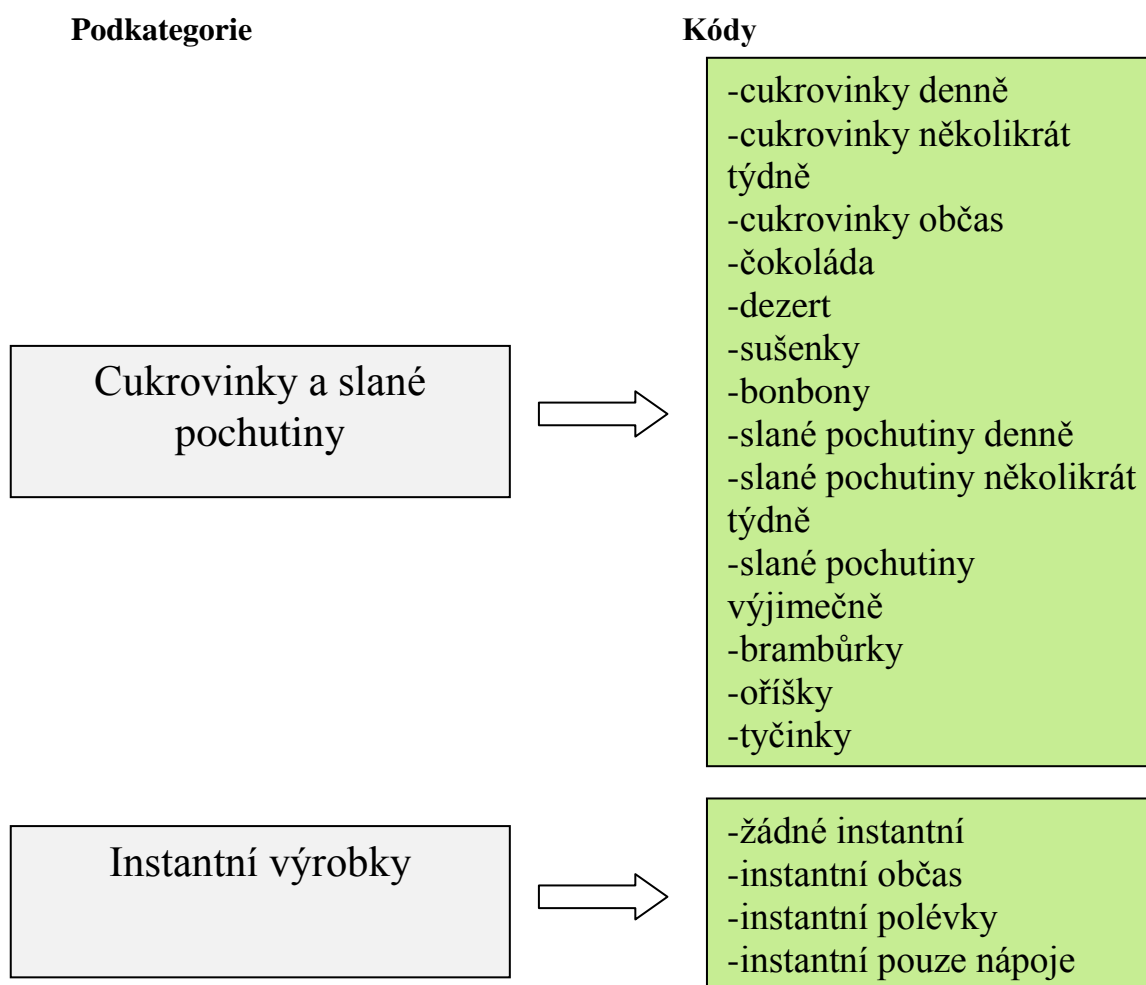 Podkategorie
Kódy
Cukrovinky a slané
pochutiny
-cukrovinky denně
-cukrovinky několikrát
týdně
-cukrovinky občas
-čokoláda
-dezert
-sušenky
-bonbony
-slané pochutiny denně
-slané pochutiny několikrát
týdně
-slané pochutiny
výjimečně
-brambůrky
-oříšky
-tyčinky
Instantní výrobky
-žádné instantní
-instantní občas
-instantní polévky
-instantní pouze nápoje